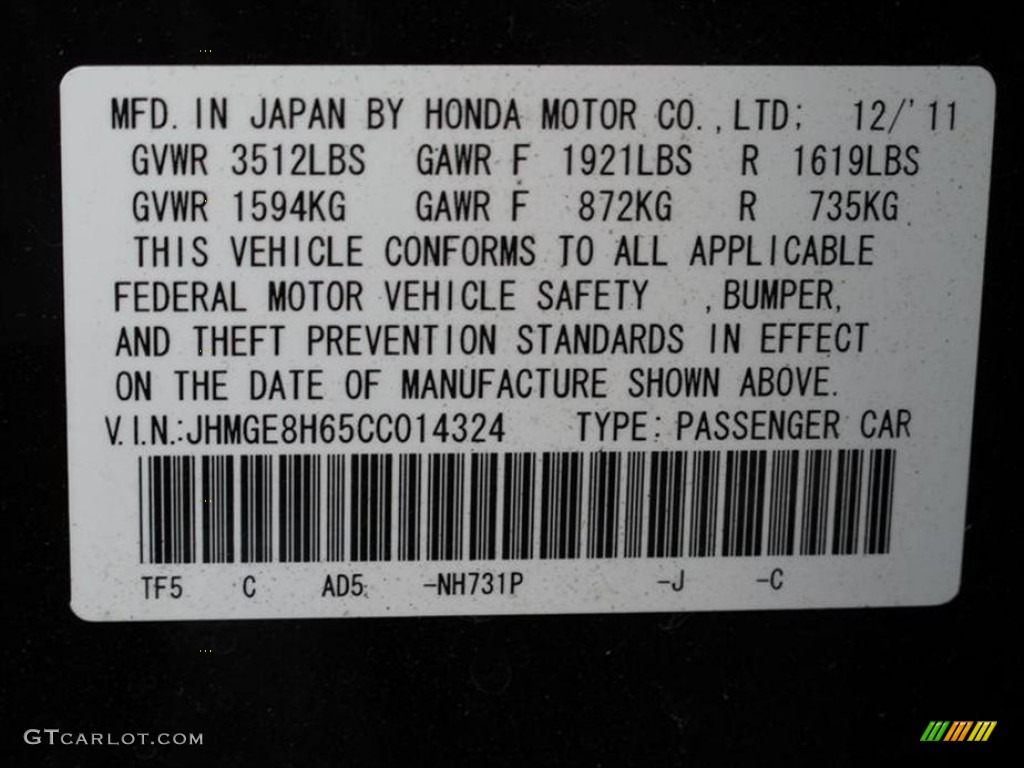 MFD. IN JAPAN BY HONDA MOTOR CO., LTD; 12/'11
GVWR 3512LBS GAWR F 1921LBS R 1619LBS
GVWR 1594KG GAWR F 872KG R 735KG
THIS VEHICLE CONFORMS TO ALL APPLICABLE
FEDERAL MOTOR VEHICLE SAFETY , BUMPER,
AND THEFT PREVENTION STANDARDS IN EFFECT
ON THE DATE OF MANUFACTURE SHOWN ABOVE.
V.I.N.:JHMGE8H65CC014324 TYPE: PASSENGER CAR
TF5 C AD5 -NH731P -J -C
GTCARLOT.COM